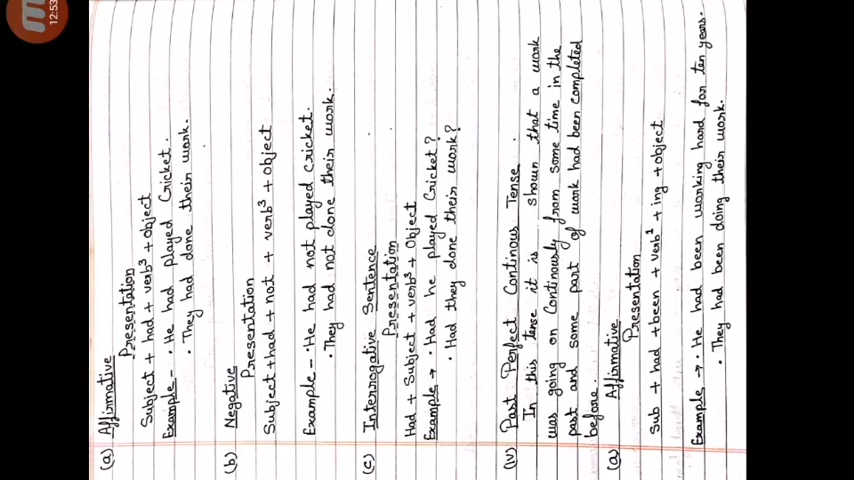 (a) Affirmative
Presentation
Subject + had + verb³ + object
Example - • He had played Cricket.
• They had done their work.
(b) Negative
Presentation
Subject + had + not + verb³ + object
Example - • He had not played cricket.
• They had not done their work.
(c) Interrogative Sentence
Presentation
Had + Subject + verb³ + Object
Example → • Had he played Cricket?
• Had they done their work?
(iv) Past Perfect Continous Tense
In this tense it is shown that a work
was going on Continously from some time in the
past and some part of work had been completed
before.
(a) Affirmative
Presentation
Sub + had + been + verb¹ + ing + object
Example → • He had been working hard for ten years.
• They had been doing their work.
12:53